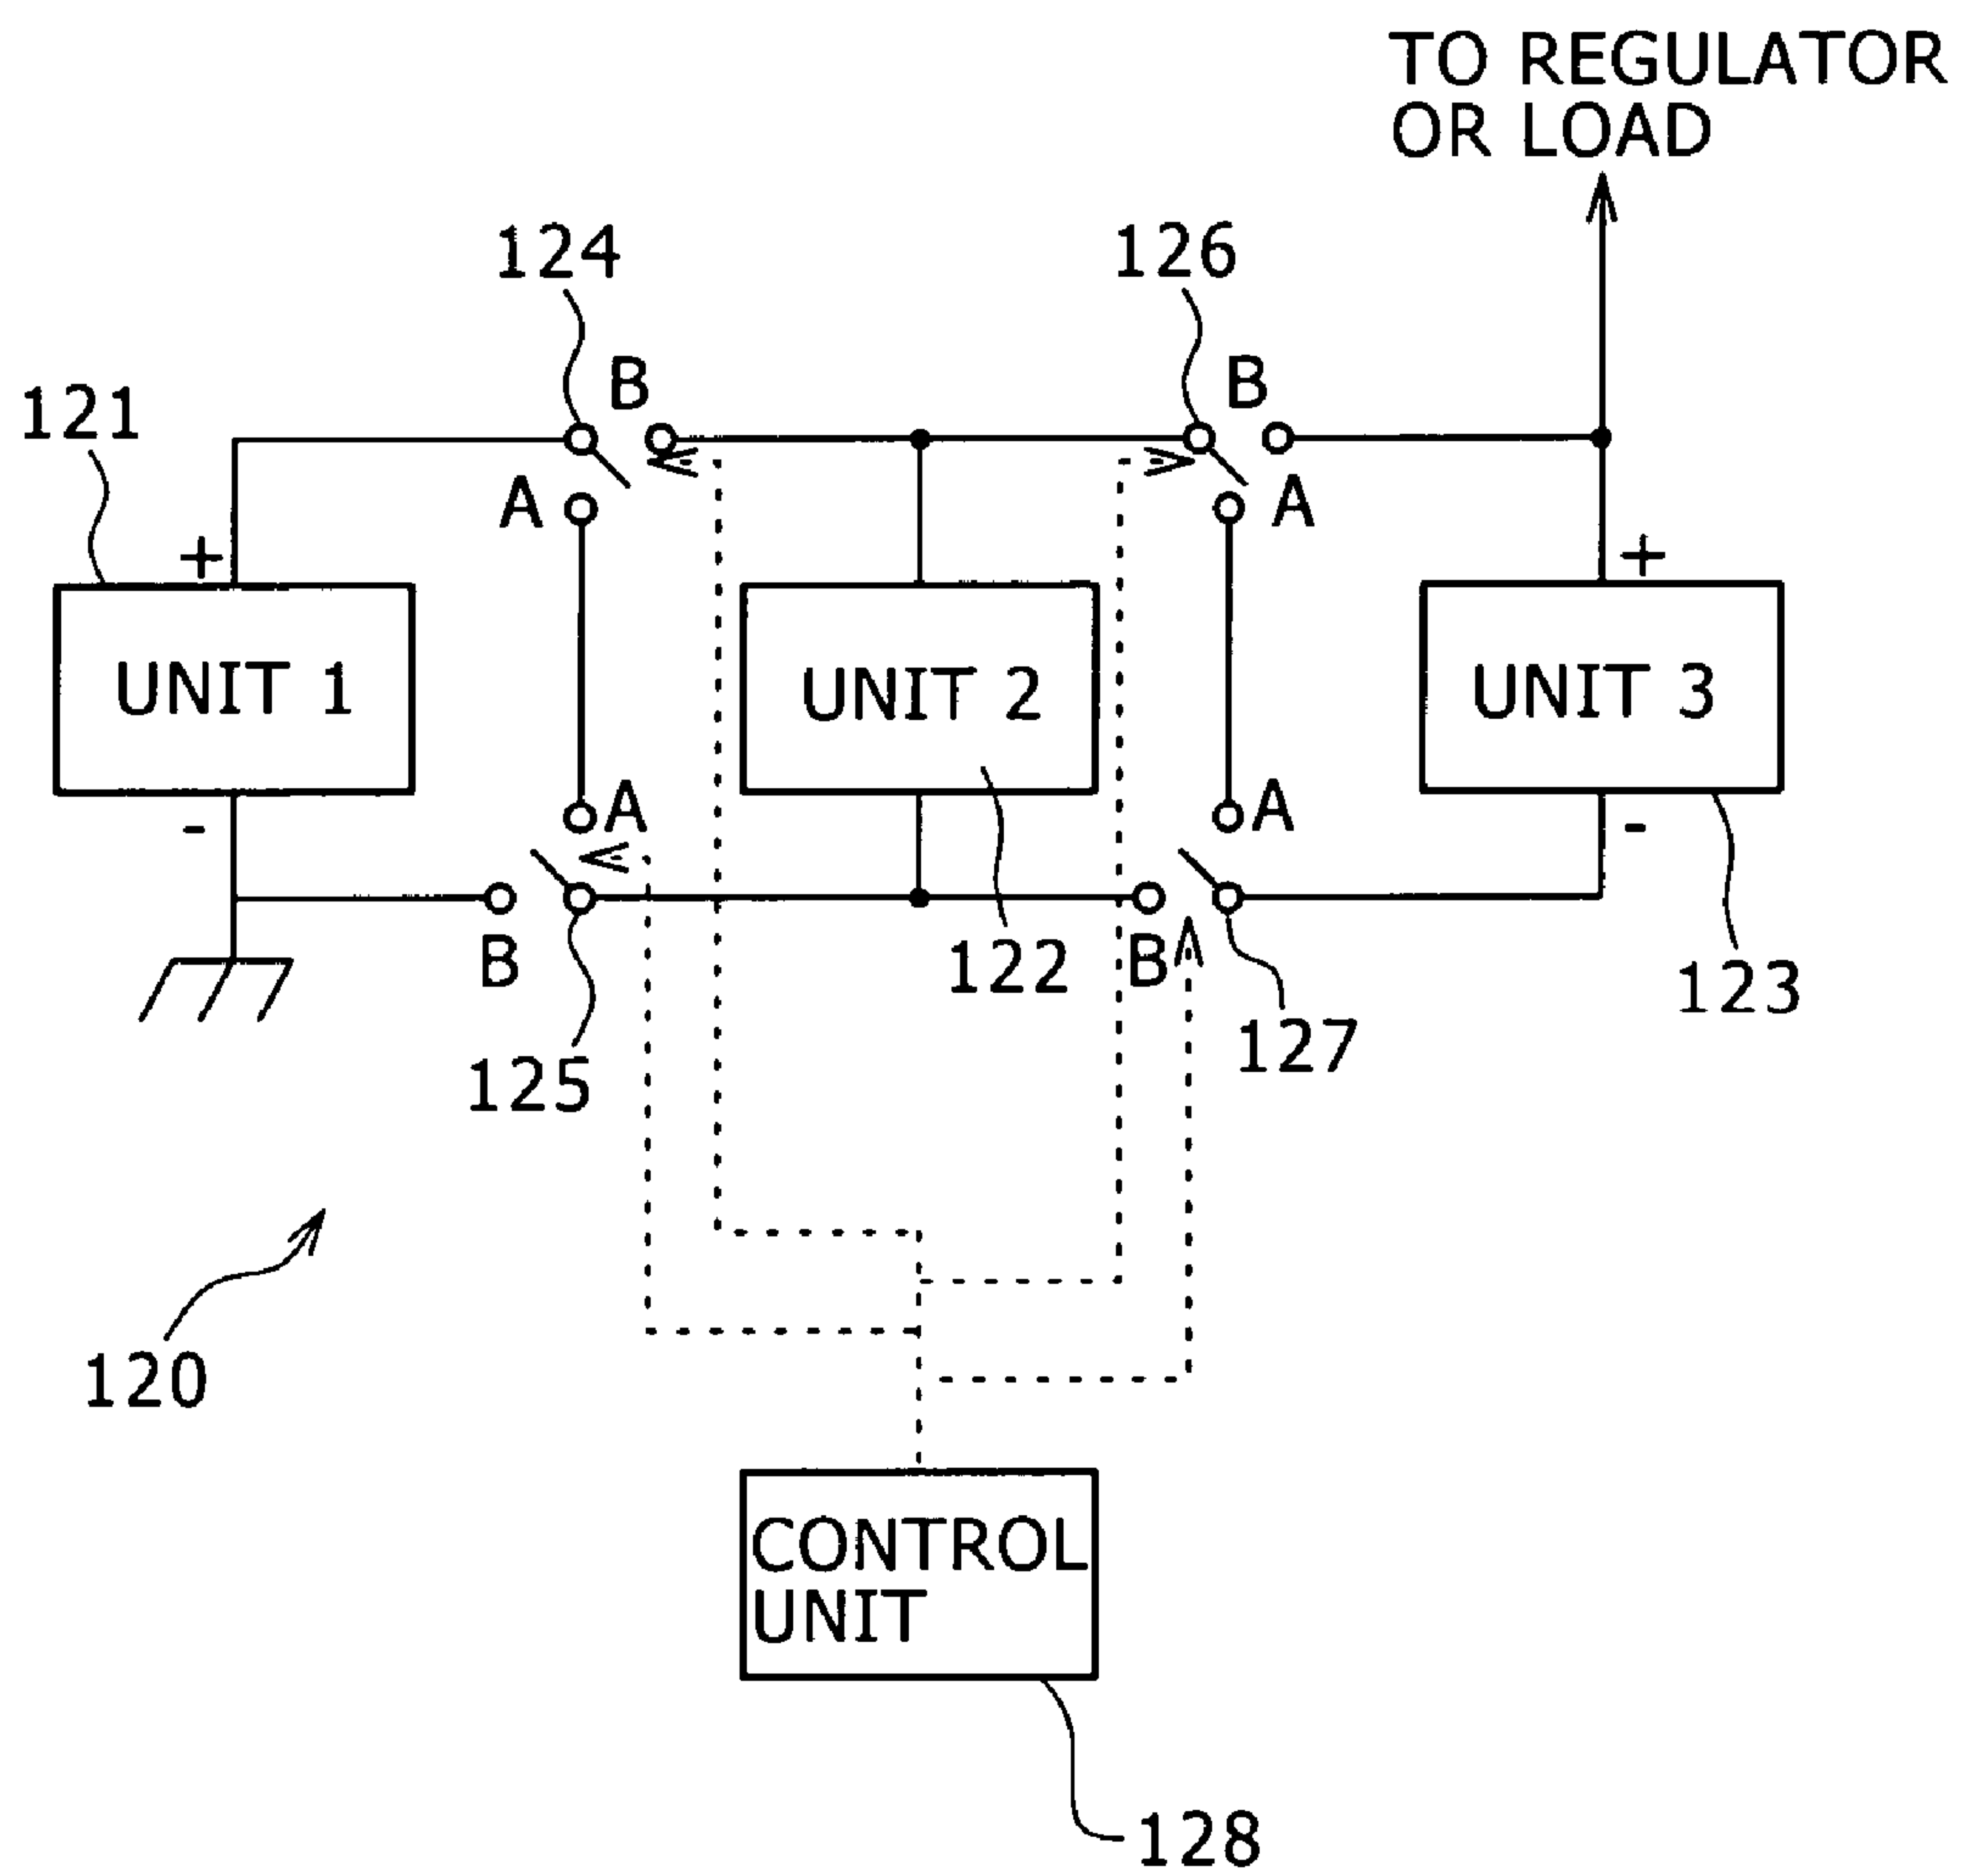 TO REGULATOR
OR LOAD
124
126
B
B
121
A
A
+
+
UNIT 1
UNIT 2
UNIT 3
A
A
-
-
B
122
B
123
125
127
120
CONTROL
UNIT
128